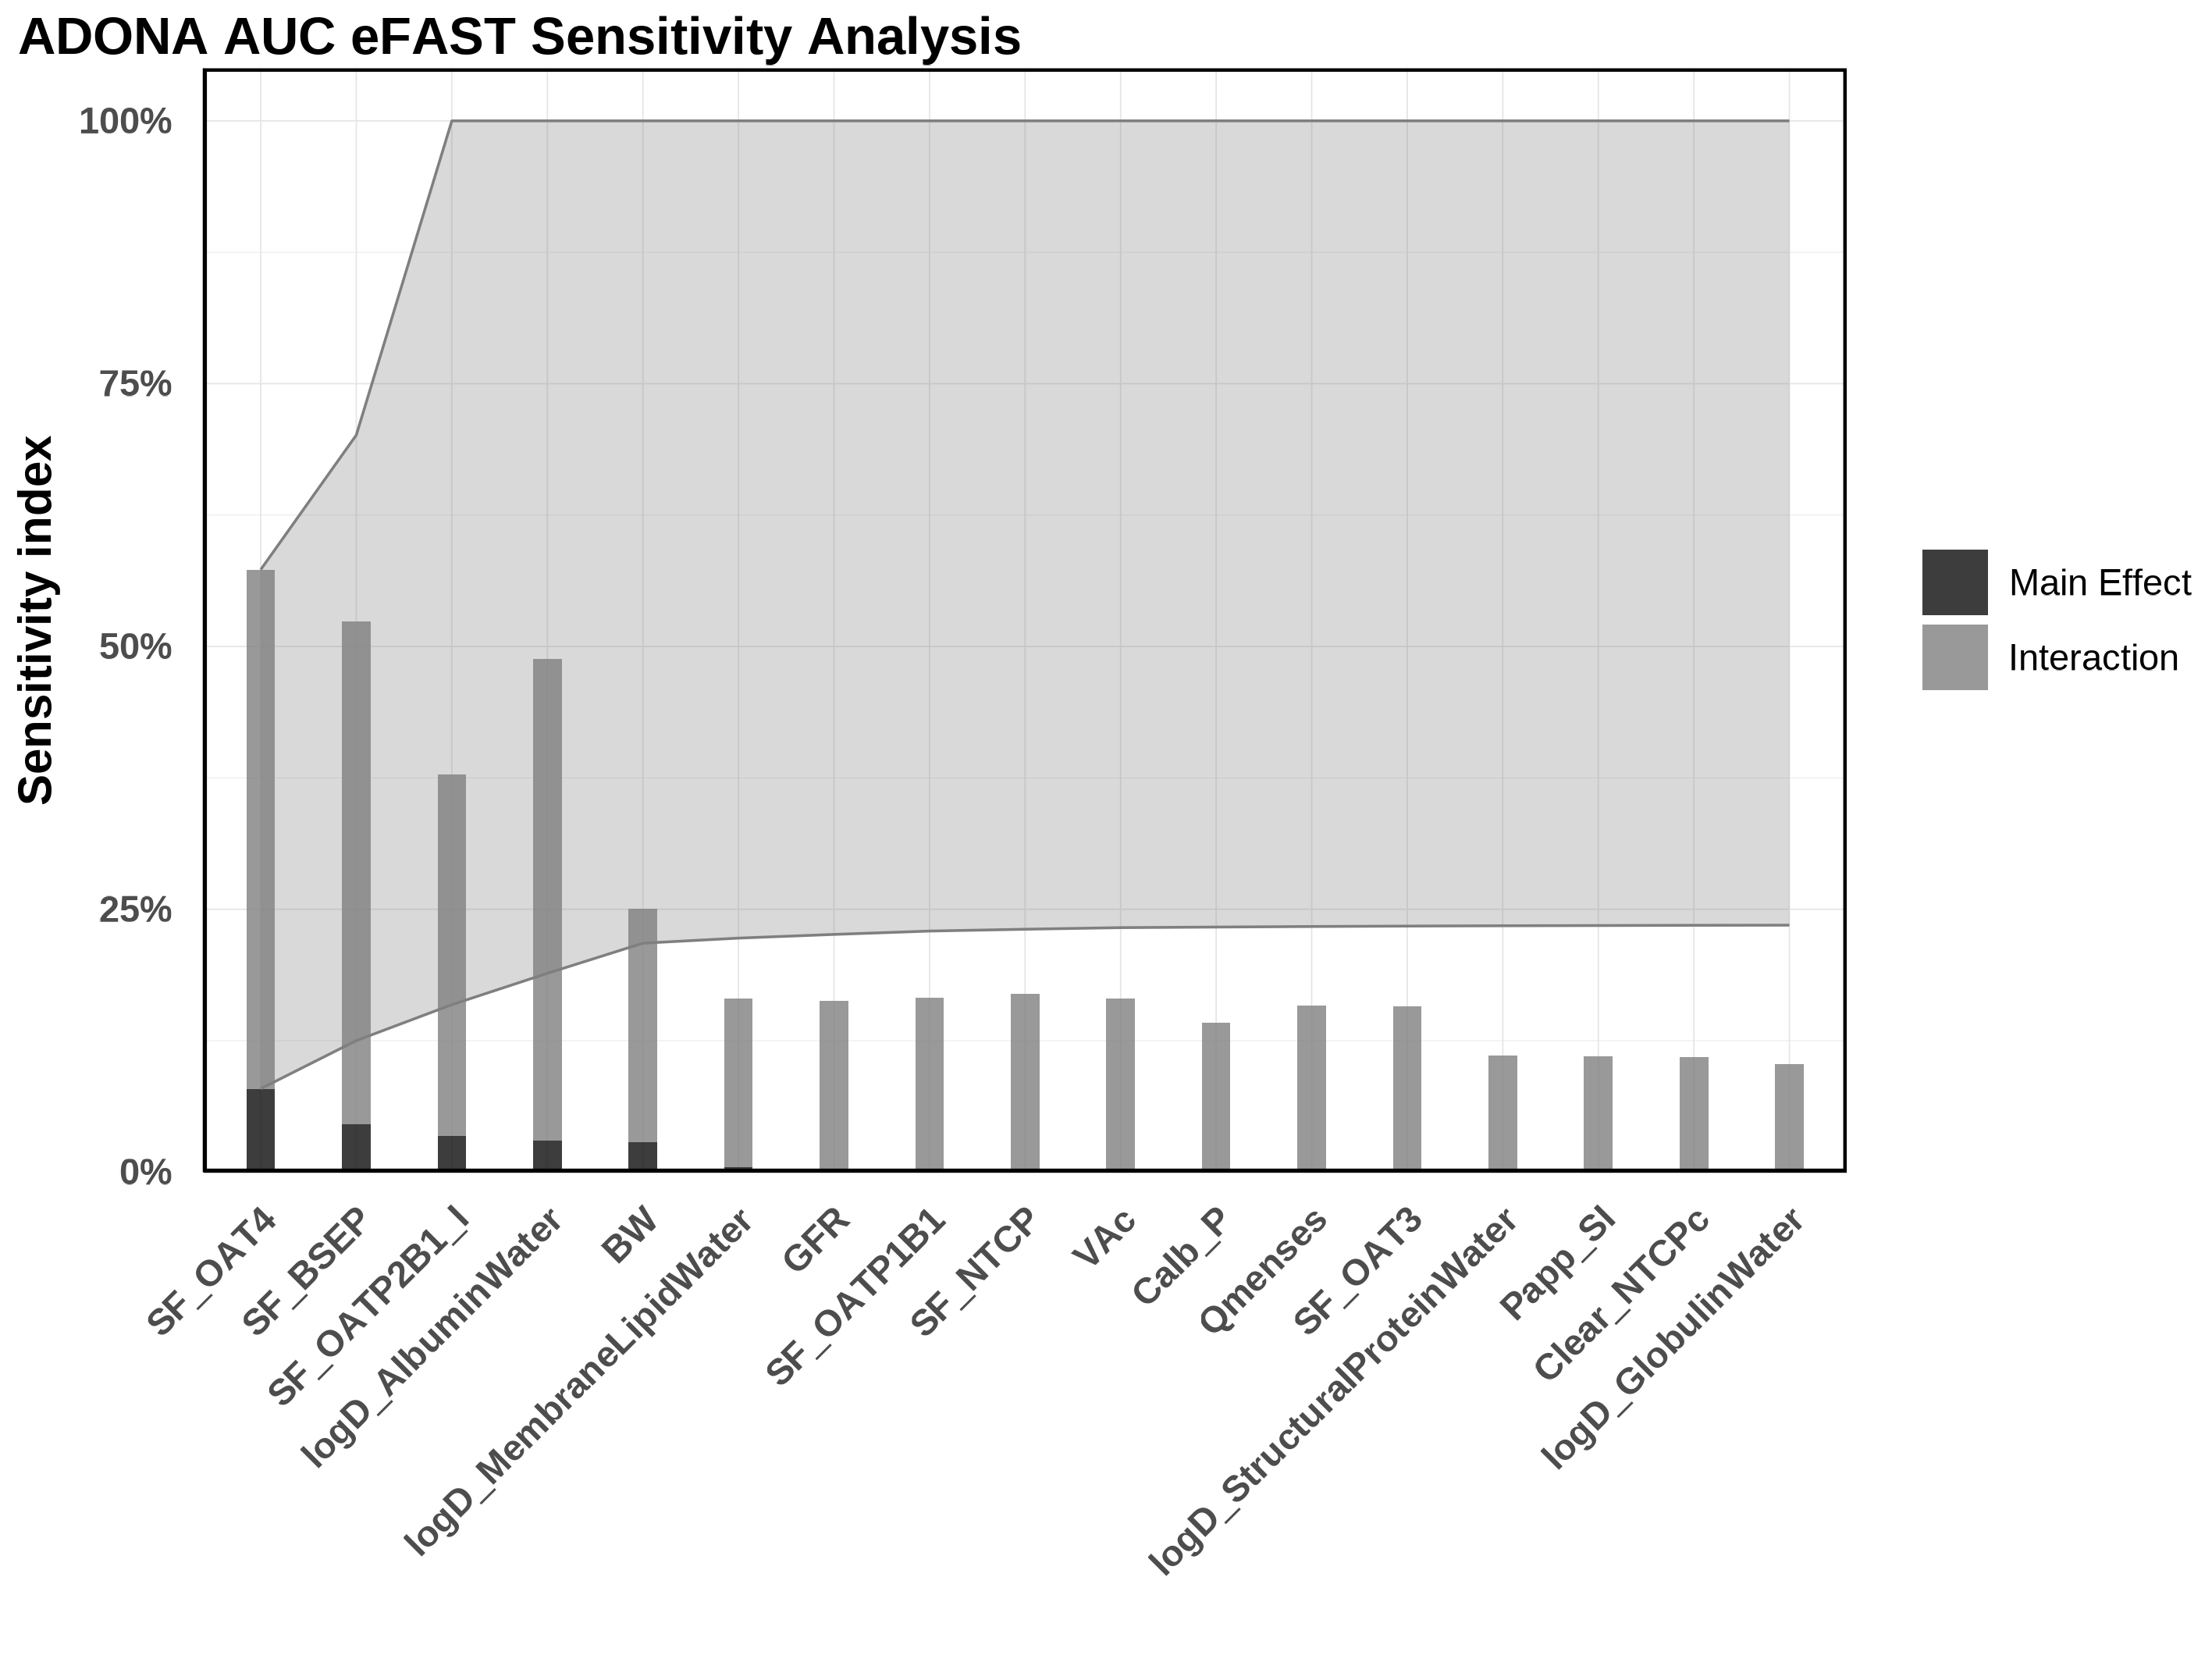 ADONA AUC eFAST Sensitivity Analysis
Sensitivity index
100%
75%
50%
25%
0%
SF_OAT4
SF_BSEP
SF_OATP2B1_I
logD_AlbuminWater
BW
logD_MembraneLipidWater
GFR
SF_OATP1B1
SF_NTCP
VAc
Calb_P
Qmenses
SF_OAT3
logD_StructuralProteinWater
Papp_SI
Clear_NTCPc
logD_GlobulinWater
Main Effect
Interaction